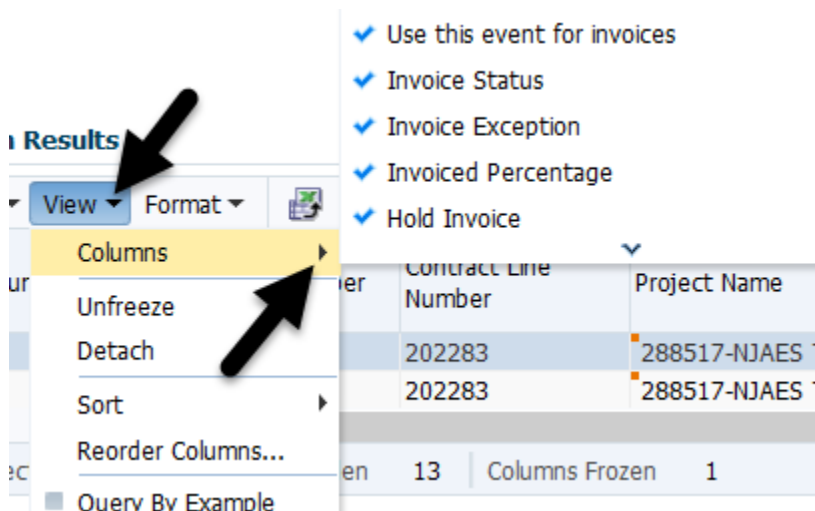 Use this event for invoices
Invoice Status
Invoice Exception
Invoiced Percentage
Hold Invoice
Results
View Format
Columns
Unfreeze
Detach
Sort
Reorder Columns...
Query By Example
Contract Line
Number
Project Name
202283 288517-NJAES
202283 288517-NJAES
13 Columns Frozen 1